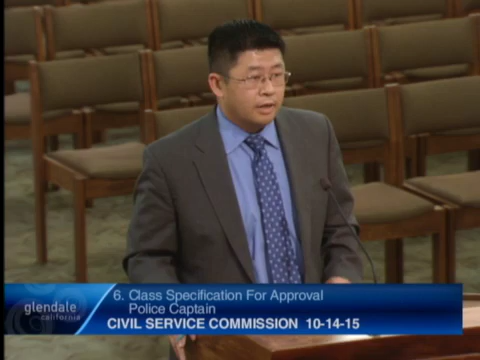 6. Class Specification For Approval
Police Captain
glendale
california
CIVIL SERVICE COMMISSION 10-14-15